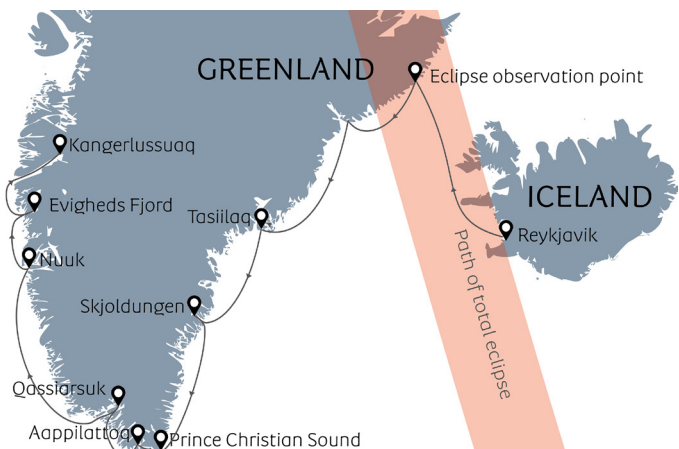 GREENLAND
Eclipse observation point
Kangerlussuaq
Evigheds Fjord
Tasiilaq
ICELAND
Reykjavik
Nuuk
Path of total eclipse
Skjoldungen
Qassiarsuk
Aappilattoq
Prince Christian Sound